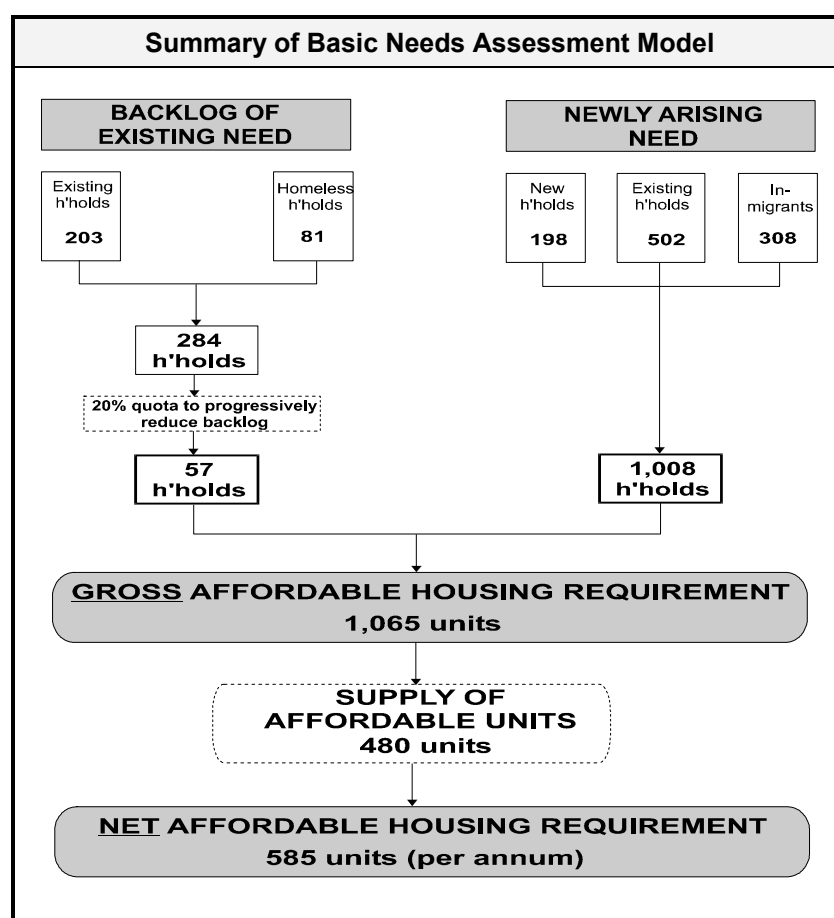 Summary of Basic Needs Assessment Model
BACKLOG OF
EXISTING NEED
NEWLY ARISING
NEED
Existing
h'holds
203
Homeless
h'holds
81
New
h'holds
198
Existing
h'holds
502
In-
migrants
308
284
h'holds
20% quota to progressively
reduce backlog
57
h'holds
1,008
h'holds
GROSS AFFORDABLE HOUSING REQUIREMENT
1,065 units
SUPPLY OF
AFFORDABLE UNITS
480 units
NET AFFORDABLE HOUSING REQUIREMENT
585 units (per annum)